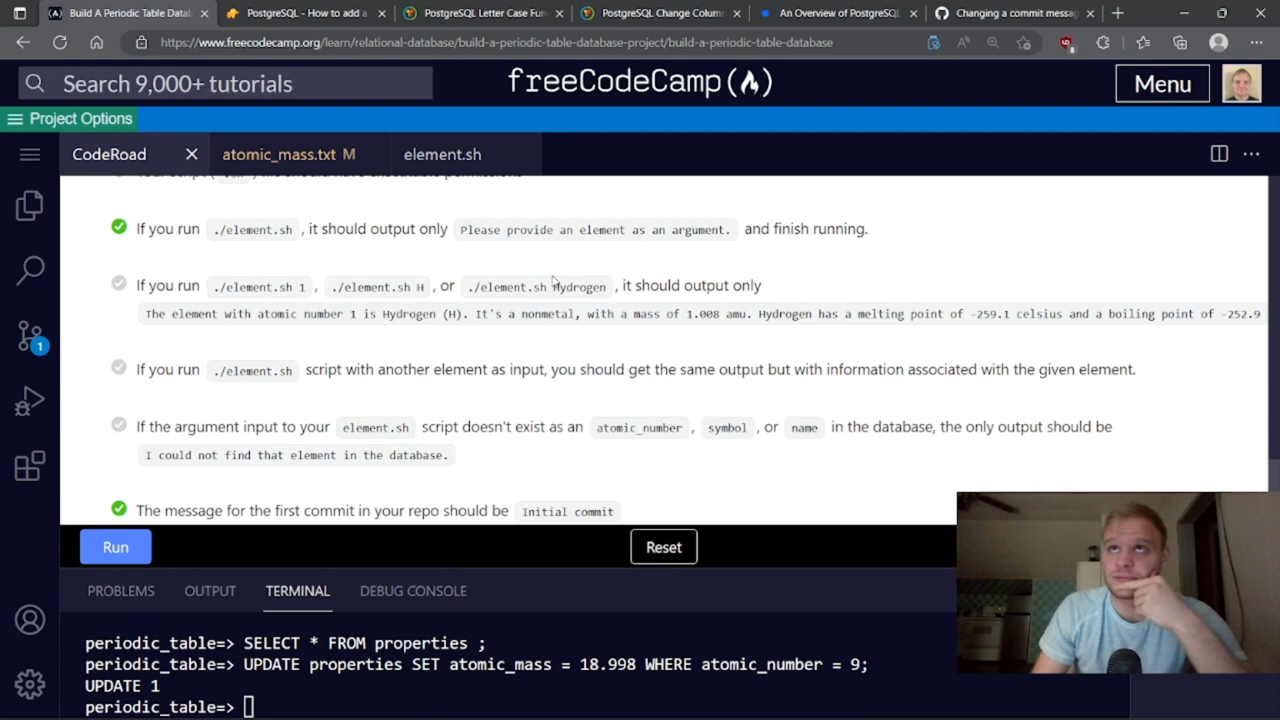 Build A Periodic Table Datab
PostgreSQL - How to add a
PostgreSQL Letter Case Fun
PostgreSQL Change Colum
An Overview of PostgreSQL
Changing a commit messag
https://www.freecodecamp.org/learn/relational-database/build-a-periodic-table-database-project/build-a-periodic-table-database
Search 9,000+ tutorials
freeCodeCamp
Menu
Project Options
CodeRoad
atomic_mass.txt M
element.sh
If you run ./element.sh , it should output only Please provide an element as an argument. and finish running.
If you run ./element.sh 1 , ./element.sh H , or ./element.sh Hydrogen , it should output only
The element with atomic number 1 is Hydrogen (H). It's a nonmetal, with a mass of 1.008 amu. Hydrogen has a melting point of -259.1 celsius and a boiling point of -252.9
If you run ./element.sh script with another element as input, you should get the same output but with information associated with the given element.
If the argument input to your element.sh script doesn't exist as an atomic_number , symbol , or name in the database, the only output should be
I could not find that element in the database.
The message for the first commit in your repo should be Initial commit
1
Run
Reset
PROBLEMS
OUTPUT
TERMINAL
DEBUG CONSOLE
periodic_table=> SELECT * FROM properties ;
periodic_table=> UPDATE properties SET atomic_mass = 18.998 WHERE atomic_number = 9;
UPDATE 1
periodic_table=>